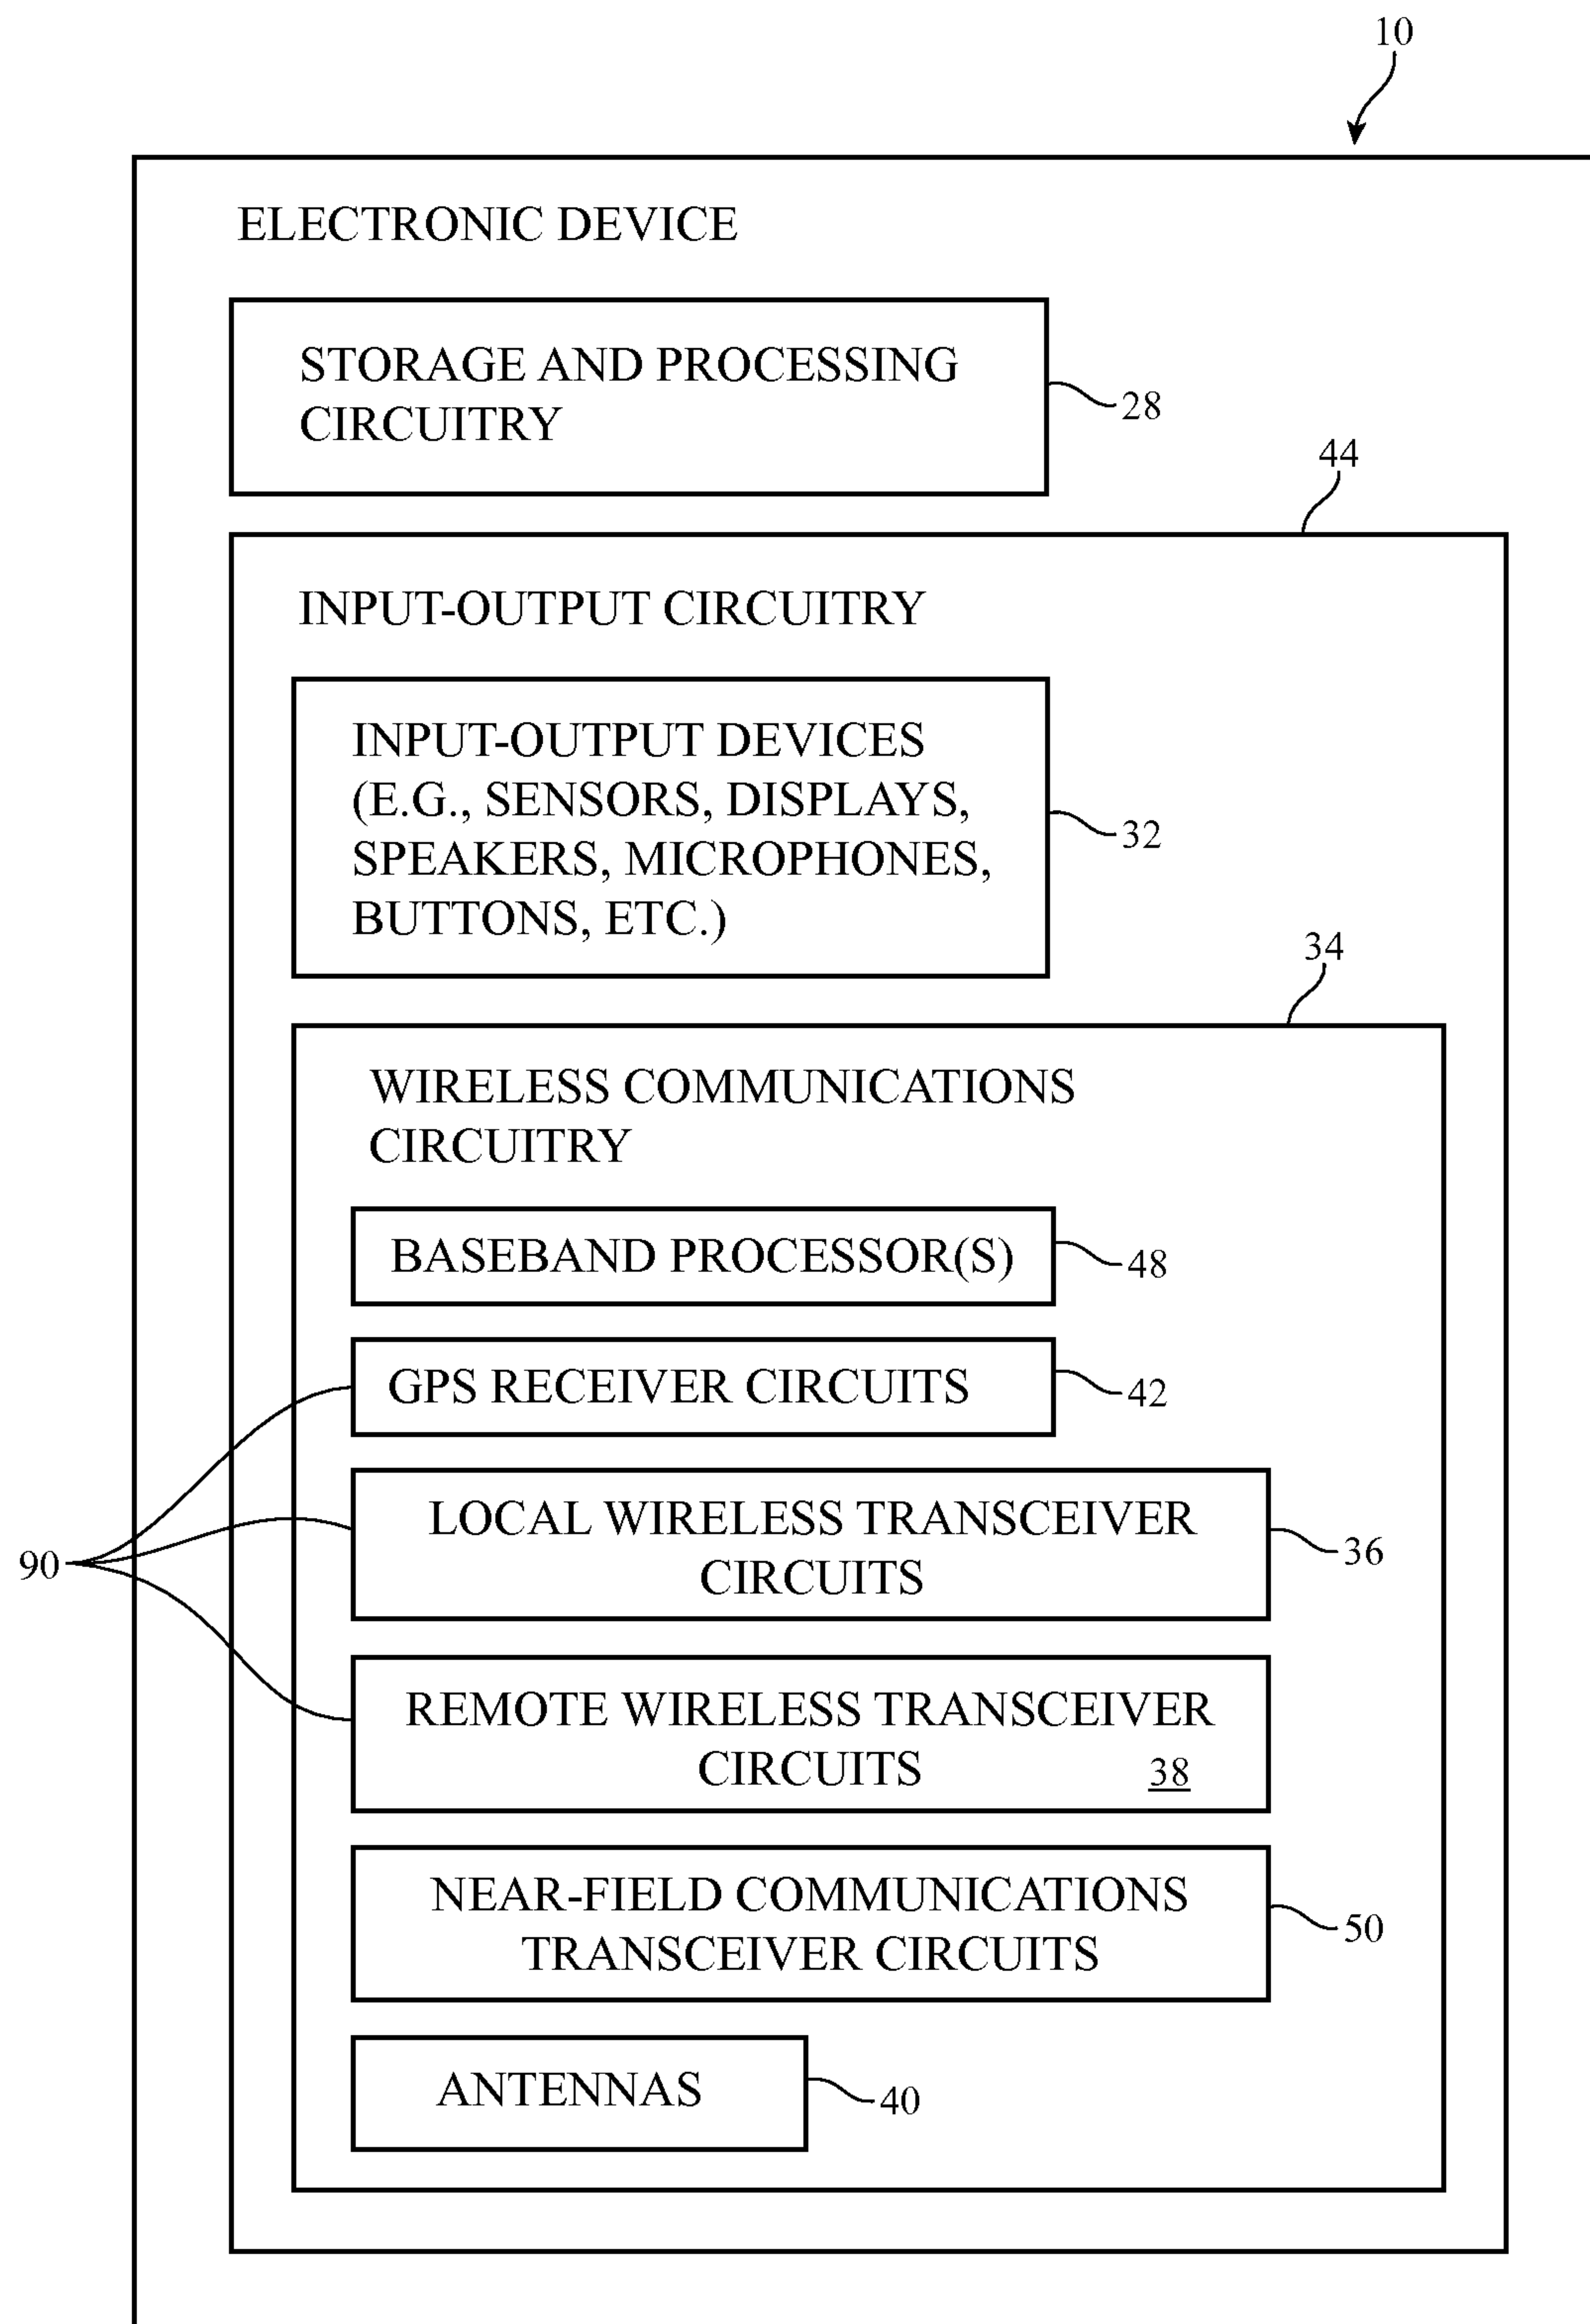 10
ELECTRONIC DEVICE
STORAGE AND PROCESSING
CIRCUITRY
28
44
INPUT-OUTPUT CIRCUITRY
INPUT-OUTPUT DEVICES
(E.G., SENSORS, DISPLAYS,
SPEAKERS, MICROPHONES,
BUTTONS, ETC.)
32
34
WIRELESS COMMUNICATIONS
CIRCUITRY
BASEBAND PROCESSOR(S)
48
GPS RECEIVER CIRCUITS
42
LOCAL WIRELESS TRANSCEIVER
CIRCUITS
36
90
REMOTE WIRELESS TRANSCEIVER
CIRCUITS 38
NEAR-FIELD COMMUNICATIONS
TRANSCEIVER CIRCUITS
50
ANTENNAS
40